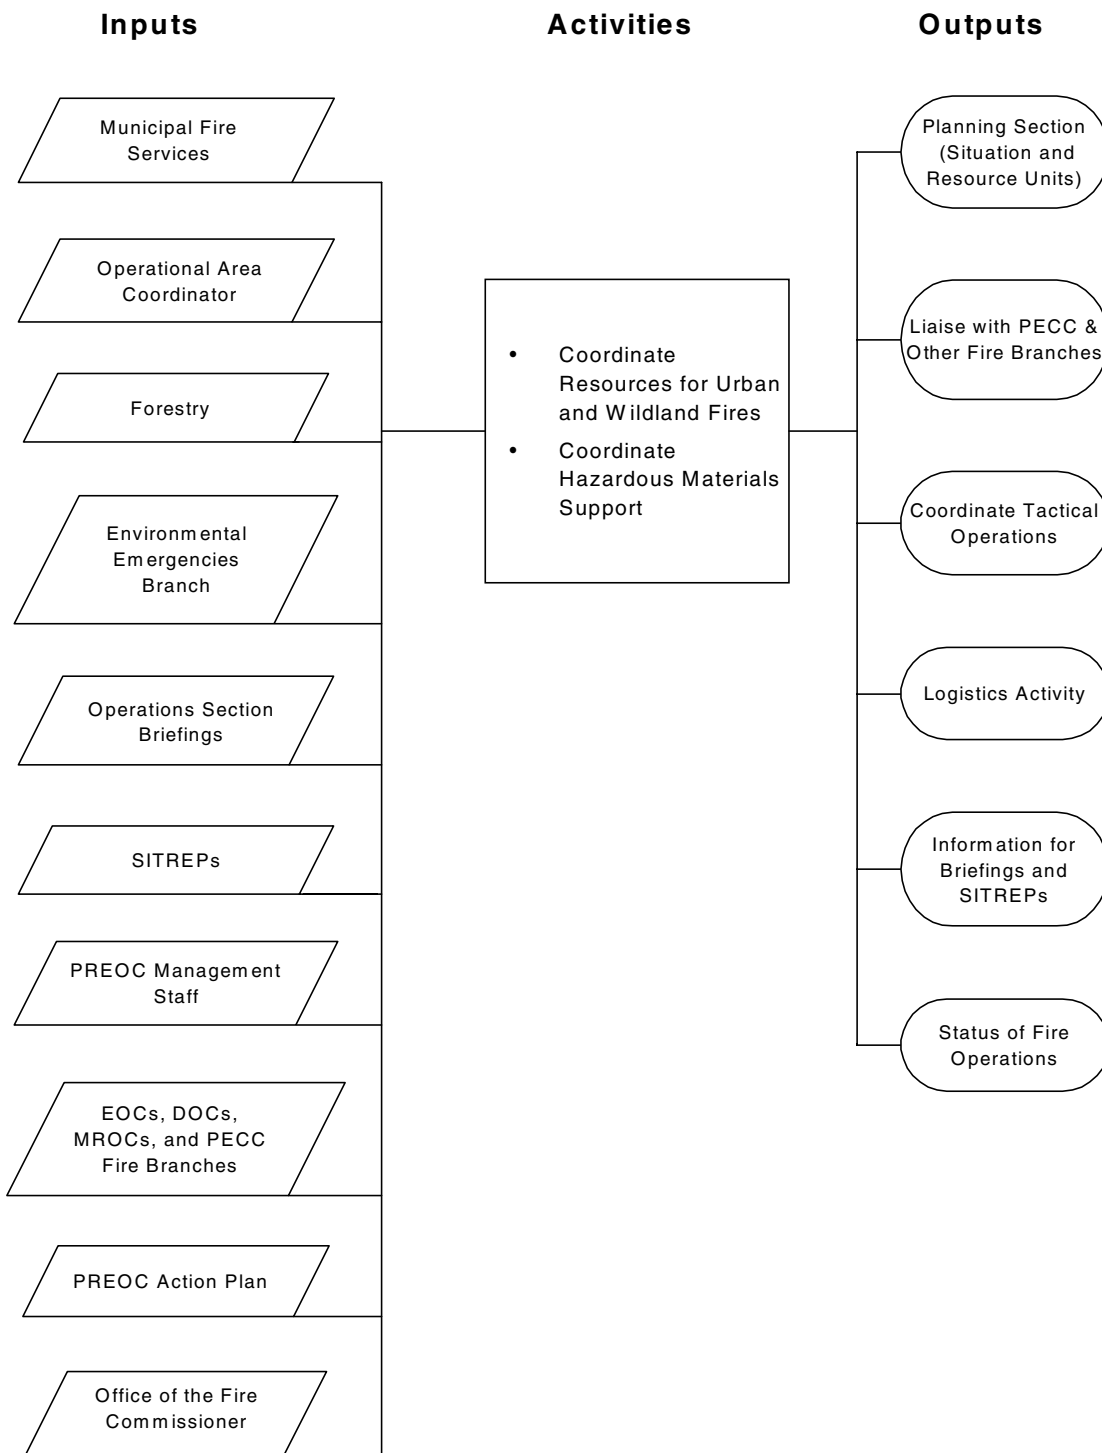 Inputs
Activities
Outputs
Municipal Fire
Services
Operational Area
Coordinator
Forestry
Environmental
Emergencies
Branch
Operations Section
Briefings
SITREPs
PREOC Management
Staff
EOCs, DOCs,
MROCs, and PECC
Fire Branches
PREOC Action Plan
Office of the Fire
Commissioner
• Coordinate
Resources for Urban
and Wildland Fires
• Coordinate
Hazardous Materials
Support
Planning Section
(Situation and
Resource Units)
Liaise with PECC &
Other Fire Branches
Coordinate Tactical
Operations
Logistics Activity
Information for
Briefings and
SITREPs
Status of Fire
Operations